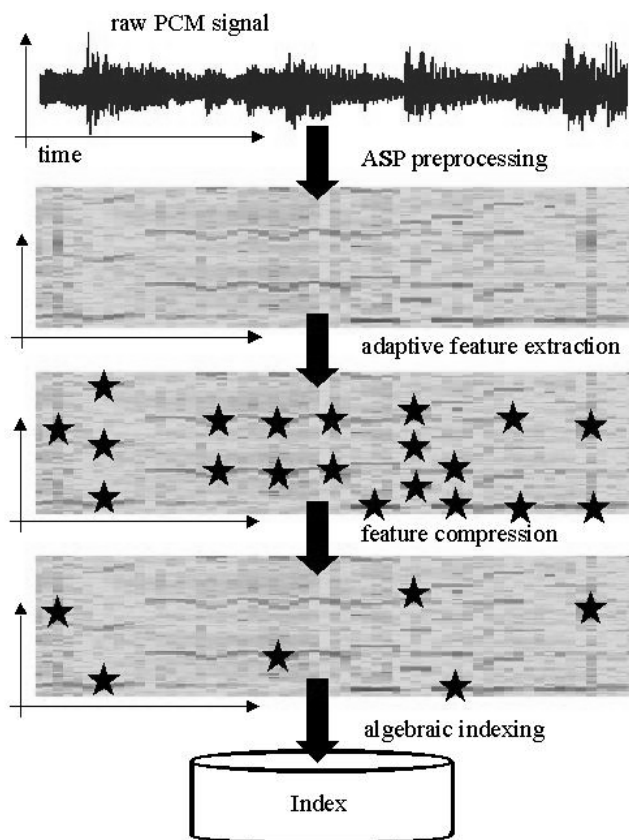 raw PCM signal
time
ASP preprocessing
adaptive feature extraction
feature compression
algebraic indexing
Index